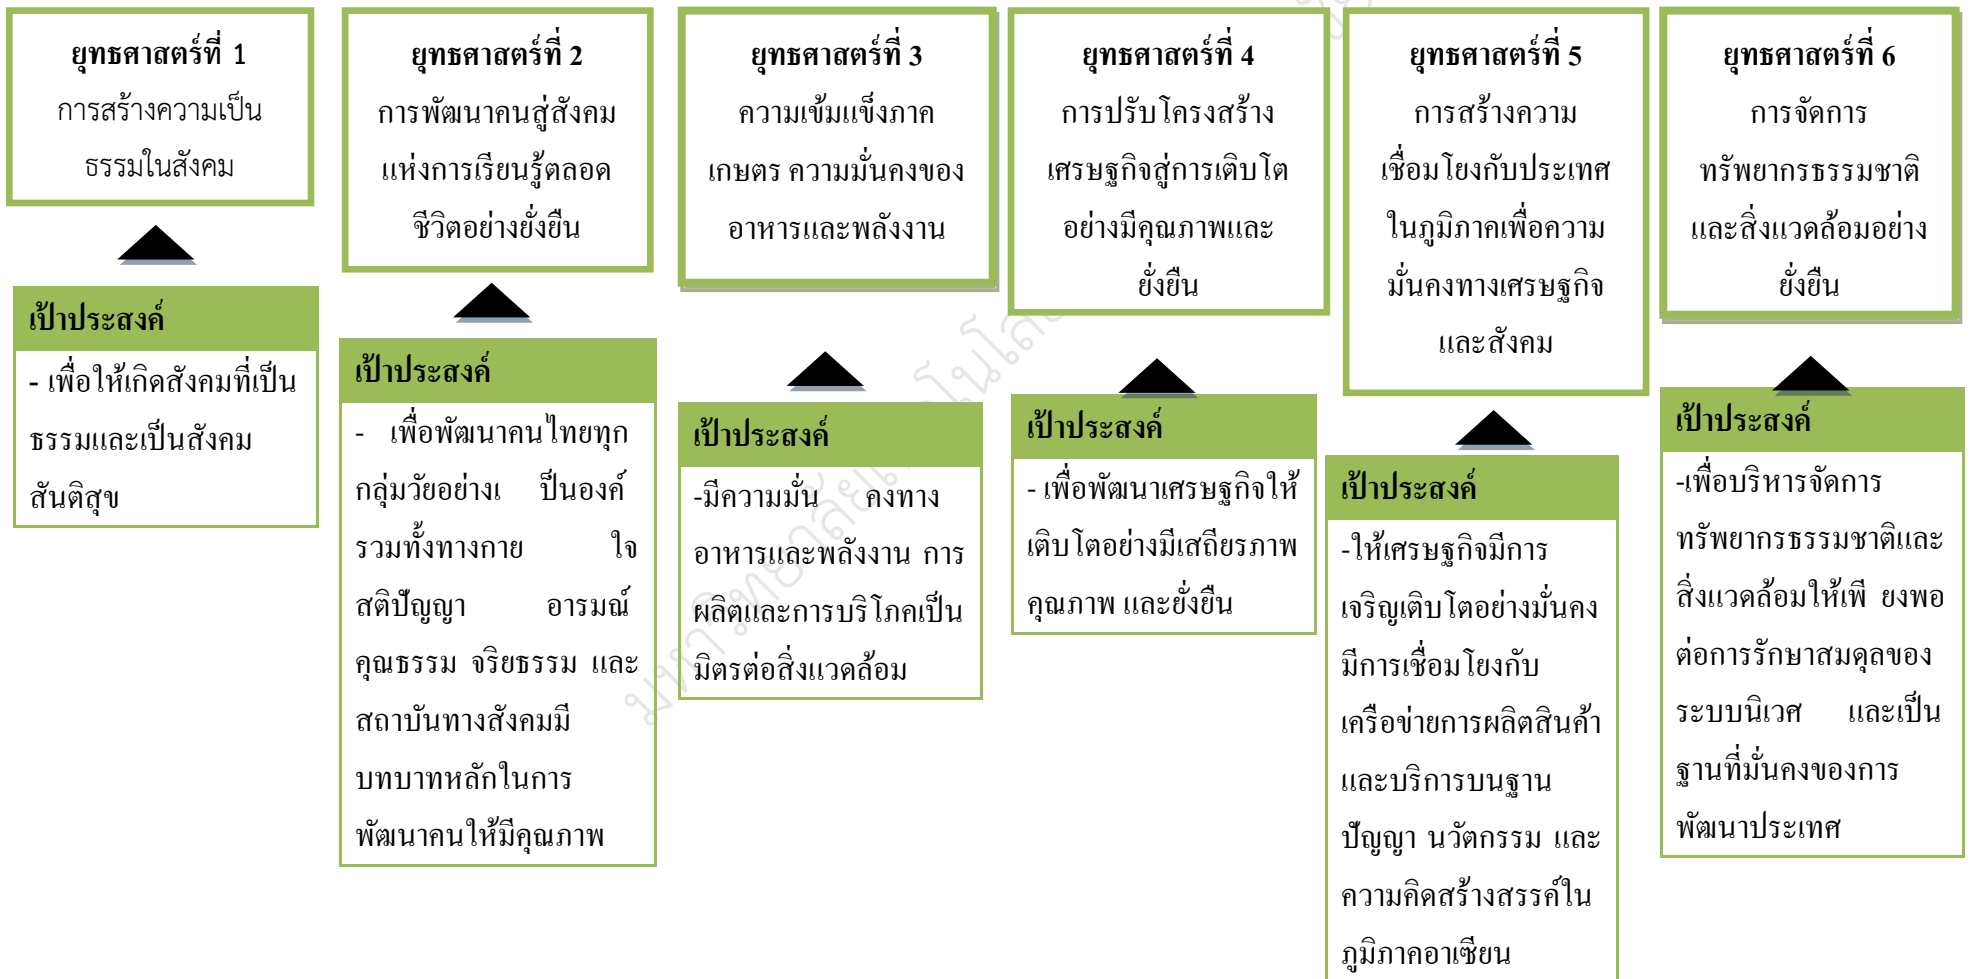 ยุทธศาสตร์ที่ 1
การสร้างความเป็น
ธรรมในสังคม
ยุทธศาสตร์ที่ 2
การพัฒนาคนสู่สังคม
แห่งการเรียนรู้ตลอด
ชีวิตอย่างยั่งยืน
ยุทธศาสตร์ที่ 3
ความเข้มแข็งภาค
เกษตร ความมั่นคงของ
อาหารและพลังงาน
ยุทธศาสตร์ที่ 4
การปรับโครงสร้าง
เศรษฐกิจสู่การเติบโต
อย่างมีคุณภาพและ
ยั่งยืน
ยุทธศาสตร์ที่ 5
การสร้างความ
เชื่อมโยงกับประเทศ
ในภูมิภาคเพื่อความ
มั่นคงทางเศรษฐกิจ
และสังคม
ยุทธศาสตร์ที่ 6
การจัดการ
ทรัพยากรธรรมชาติ
และสิ่งแวดล้อมอย่าง
ยั่งยืน
เป้าประสงค์
- เพื่อให้เกิดสังคมที่เป็น
ธรรมและเป็นสังคม
สันติสุข
เป้าประสงค์
- เพื่อพัฒนาคนไทยทุก
กลุ่มวัยอย่างเ ป็นองค์
รวมทั้งทางกาย ใจ
สติปัญญา อารมณ์
คุณธรรม จริยธรรม และ
สถาบันทางสังคมมี
บทบาทหลักในการ
พัฒนาคนให้มีคุณภาพ
เป้าประสงค์
-มีความมั่น คงทาง
อาหารและพลังงาน การ
ผลิตและการบริโภคเป็น
มิตรต่อสิ่งแวดล้อม
เป้าประสงค์
- เพื่อพัฒนาเศรษฐกิจให้
เติบโตอย่างมีเสถียรภาพ
คุณภาพ และยั่งยืน
เป้าประสงค์
-ให้เศรษฐกิจมีการ
เจริญเติบโตอย่างมั่นคง
มีการเชื่อมโยงกับ
เครือข่ายการผลิตสินค้า
และบริการบนฐาน
ปัญญา นวัตกรรม และ
ความคิดสร้างสรรค์ใน
ภูมิภาคอาเซียน
เป้าประสงค์
-เพื่อบริหารจัดการ
ทรัพยากรธรรมชาติและ
สิ่งแวดล้อมให้เพี ยงพอ
ต่อการรักษาสมดุลของ
ระบบนิเวศ และเป็น
ฐานที่มั่นคงของการ
พัฒนาประเทศ